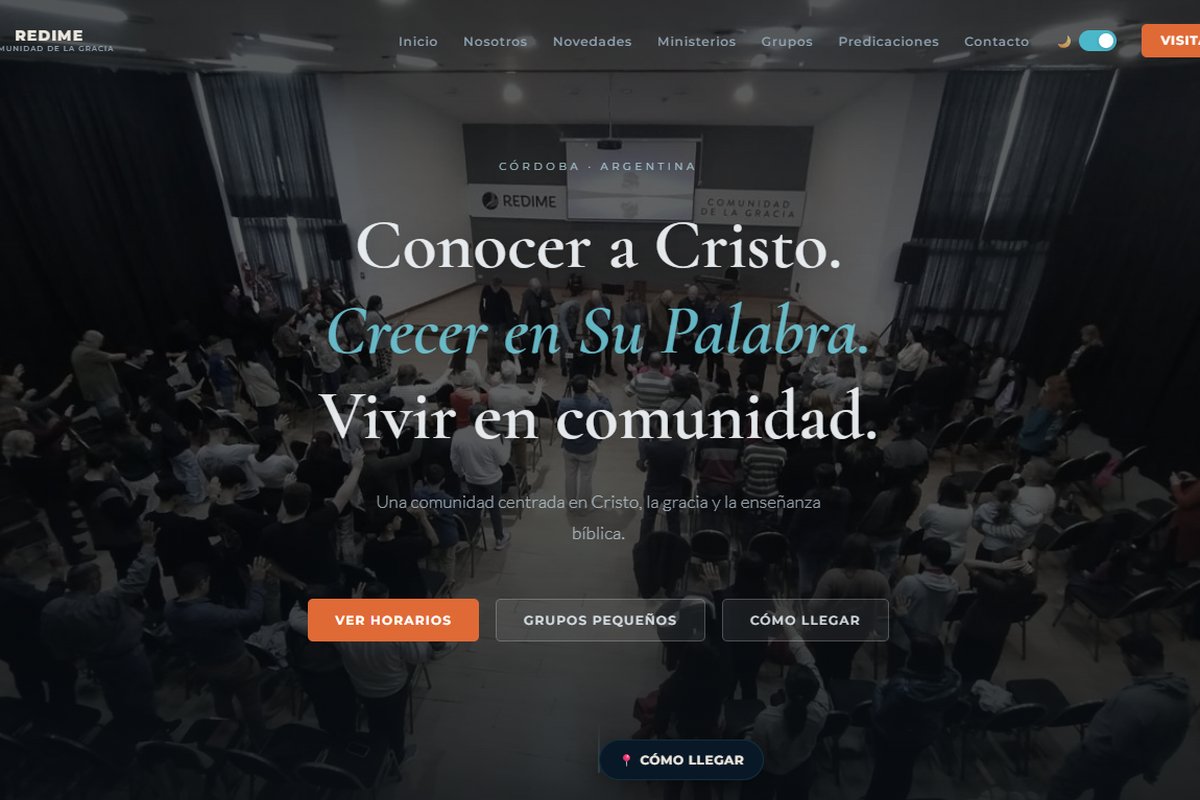 REDIME
MUNIDAD DE LA GRACIA
Inicio Nosotros Novedades Ministerios Grupos Predicaciones Contacto
VISITA
CÓRDOBA · ARGENTINA
REDIME
COMUNIDAD
DE LA GRACIA
Conocer a Cristo.
Crecer en Su Palabra.
Vivir en comunidad.
Una comunidad centrada en Cristo, la gracia y la enseñanza
bíblica.
VER HORARIOS GRUPOS PEQUEÑOS CÓMO LLEGAR
CÓMO LLEGAR